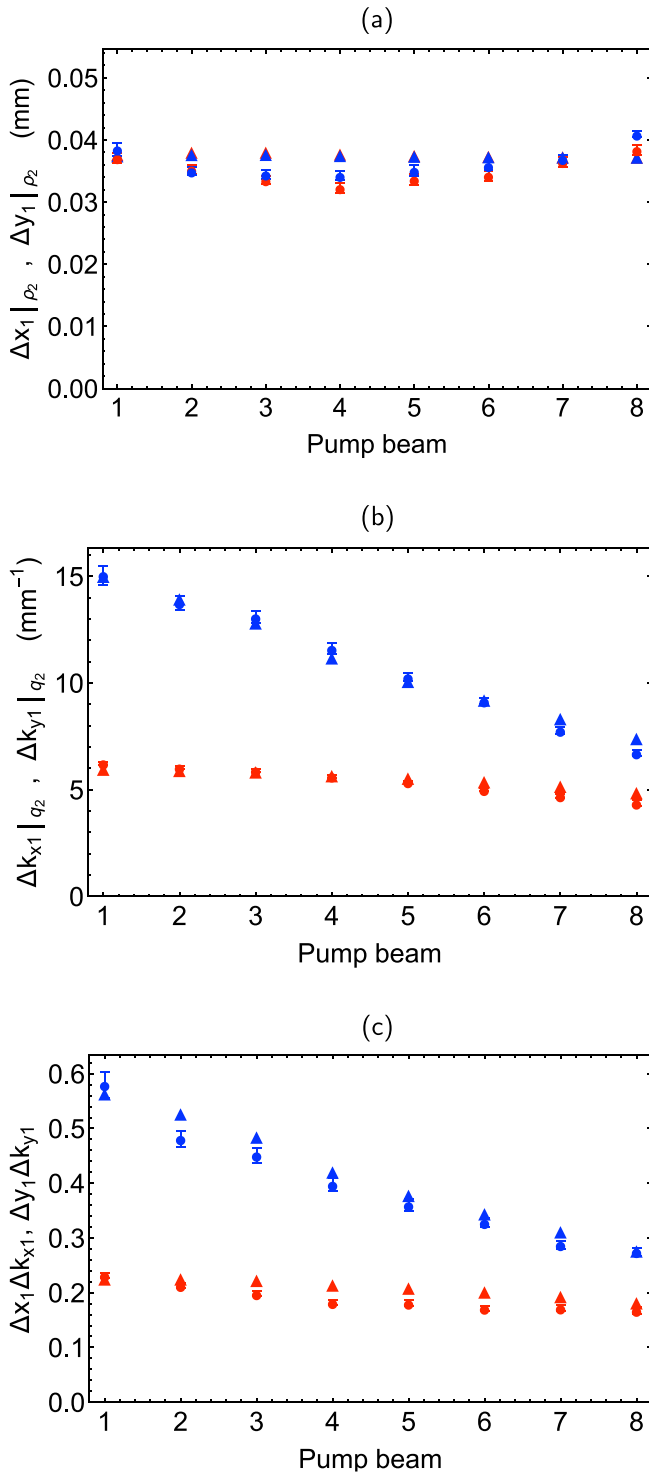 (a)
Δx₁|ρ₂ , Δy₁|ρ₂ (mm)
0.05
0.04
0.03
0.02
0.01
0.00
1 2 3 4 5 6 7 8
Pump beam
(b)
Δkₓ₁|q₂ , Δk_y1|q₂ (mm⁻¹)
15
10
5
0
1 2 3 4 5 6 7 8
Pump beam
(c)
Δx₁Δkₓ₁, Δy₁Δk_y1
0.6
0.5
0.4
0.3
0.2
0.1
0.0
1 2 3 4 5 6 7 8
Pump beam